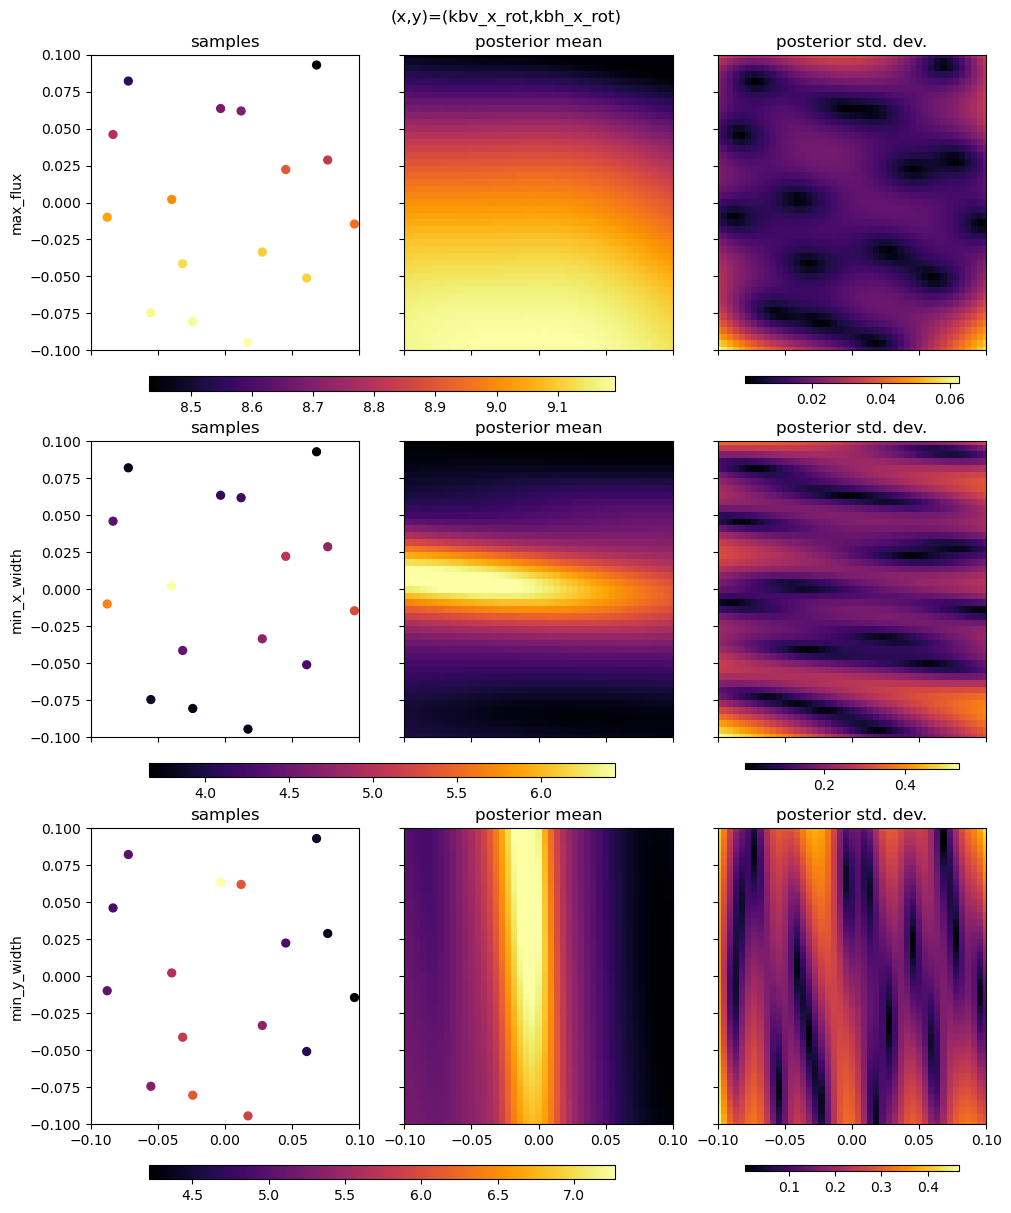 (x,y)=(kbv_x_rot,kbh_x_rot)
samples posterior mean posterior std. dev.
max_flux
0.100
0.075
0.050
0.025
0.000
−0.025
−0.050
−0.075
−0.100
8.5 8.6 8.7 8.8 8.9 9.0 9.1
0.02 0.04 0.06
samples posterior mean posterior std. dev.
min_x_width
0.100
0.075
0.050
0.025
0.000
−0.025
−0.050
−0.075
−0.100
4.0 4.5 5.0 5.5 6.0
0.2 0.4
samples posterior mean posterior std. dev.
min_y_width
0.100
0.075
0.050
0.025
0.000
−0.025
−0.050
−0.075
−0.100
−0.10 −0.05 0.00 0.05 0.10
−0.10 −0.05 0.00 0.05 0.10
−0.10 −0.05 0.00 0.05 0.10
4.5 5.0 5.5 6.0 6.5 7.0
0.1 0.2 0.3 0.4